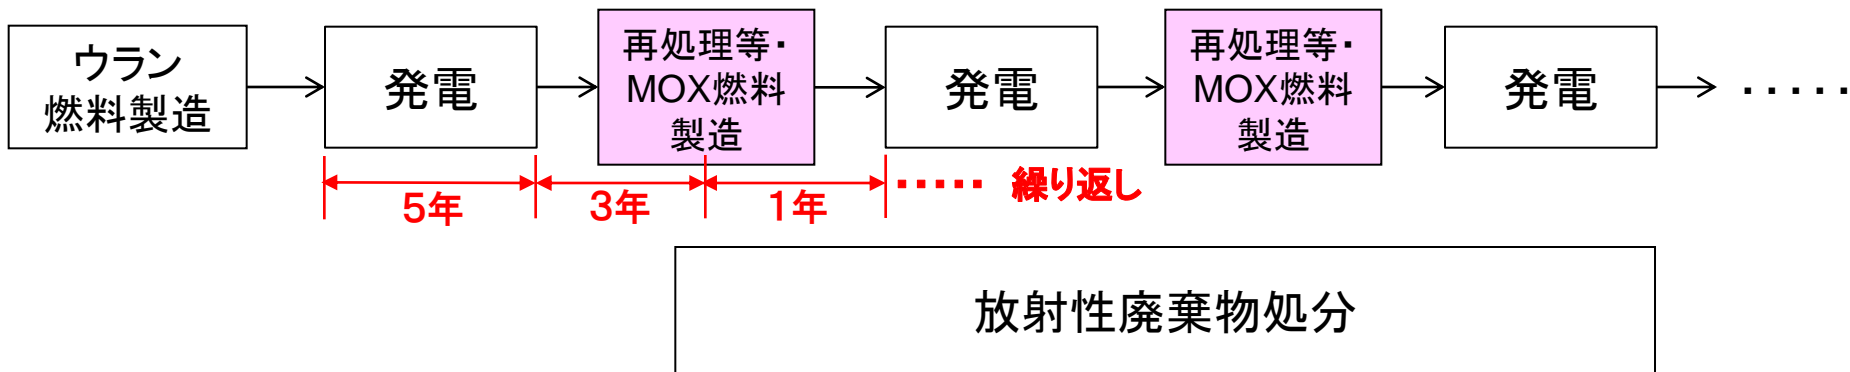 ウラン
燃料製造
発電
再処理等・
MOX燃料
製造
発電
再処理等・
MOX燃料
製造
発電
・・・・・
5年
3年
1年
・・・・・ 繰り返し
放射性廃棄物処分